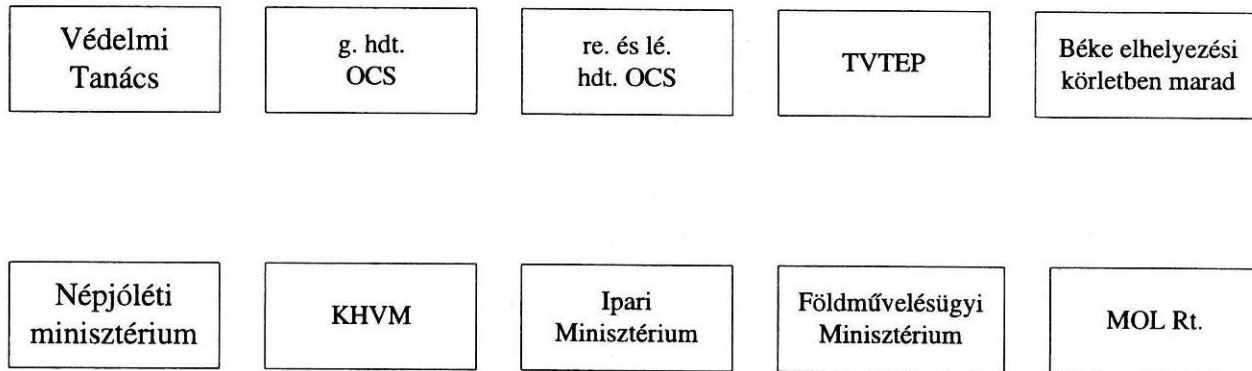 Védelmi
Tanács
g. hdt.
OCS
re. és lé.
hdt. OCS
TVTEP
Béke elhelyezési
körletben marad
Népjóléti
minisztérium
KHVM
Ipari
Minisztérium
Földművelésügyi
Minisztérium
MOL Rt.